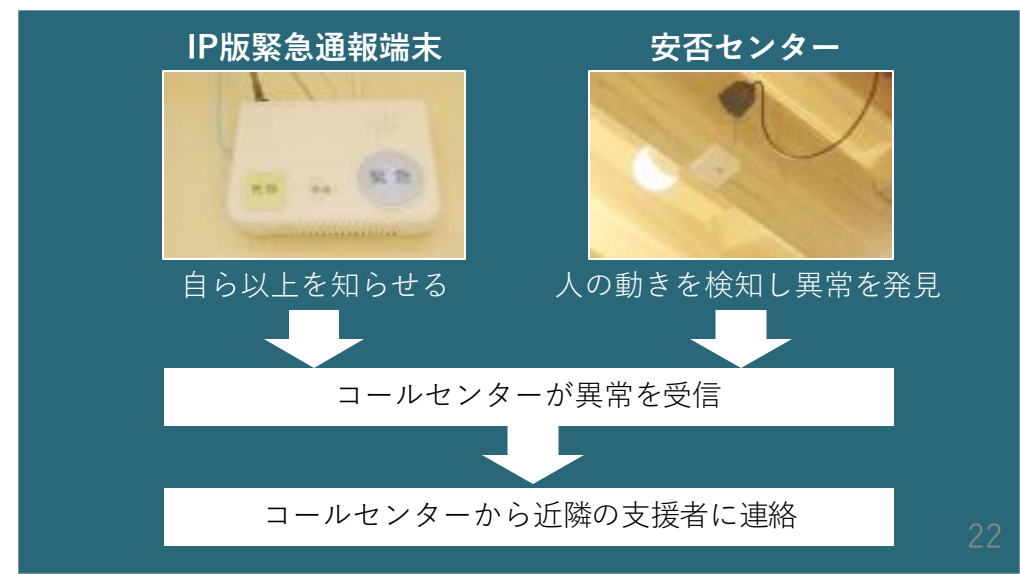 IP版緊急通報端末
安否センター
緊急
自ら以上を知らせる
人の動きを検知し異常を発見
コールセンターが異常を受信
コールセンターから近隣の支援者に連絡
22